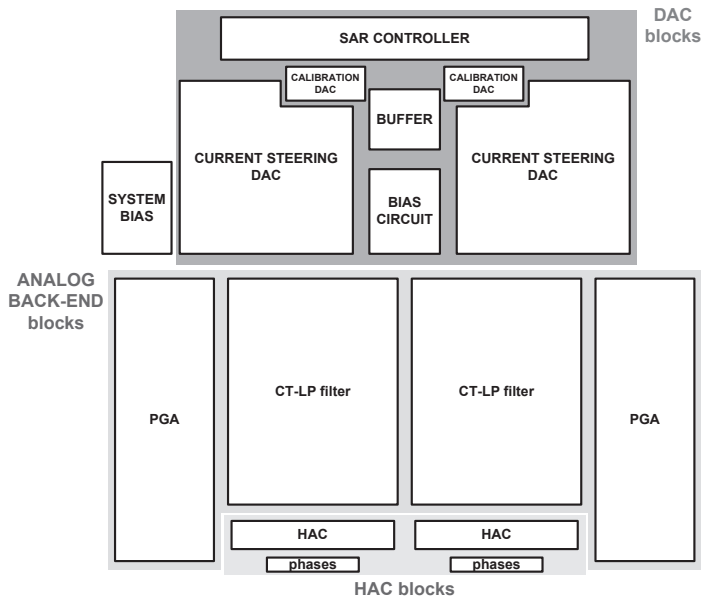 DAC
blocks
SAR CONTROLLER
CALIBRATION
DAC
CALIBRATION
DAC
BUFFER
CURRENT STEERING
DAC
CURRENT STEERING
DAC
SYSTEM
BIAS
BIAS
CIRCUIT
ANALOG
BACK-END
blocks
PGA
CT-LP filter
CT-LP filter
PGA
HAC
HAC
phases
phases
HAC blocks